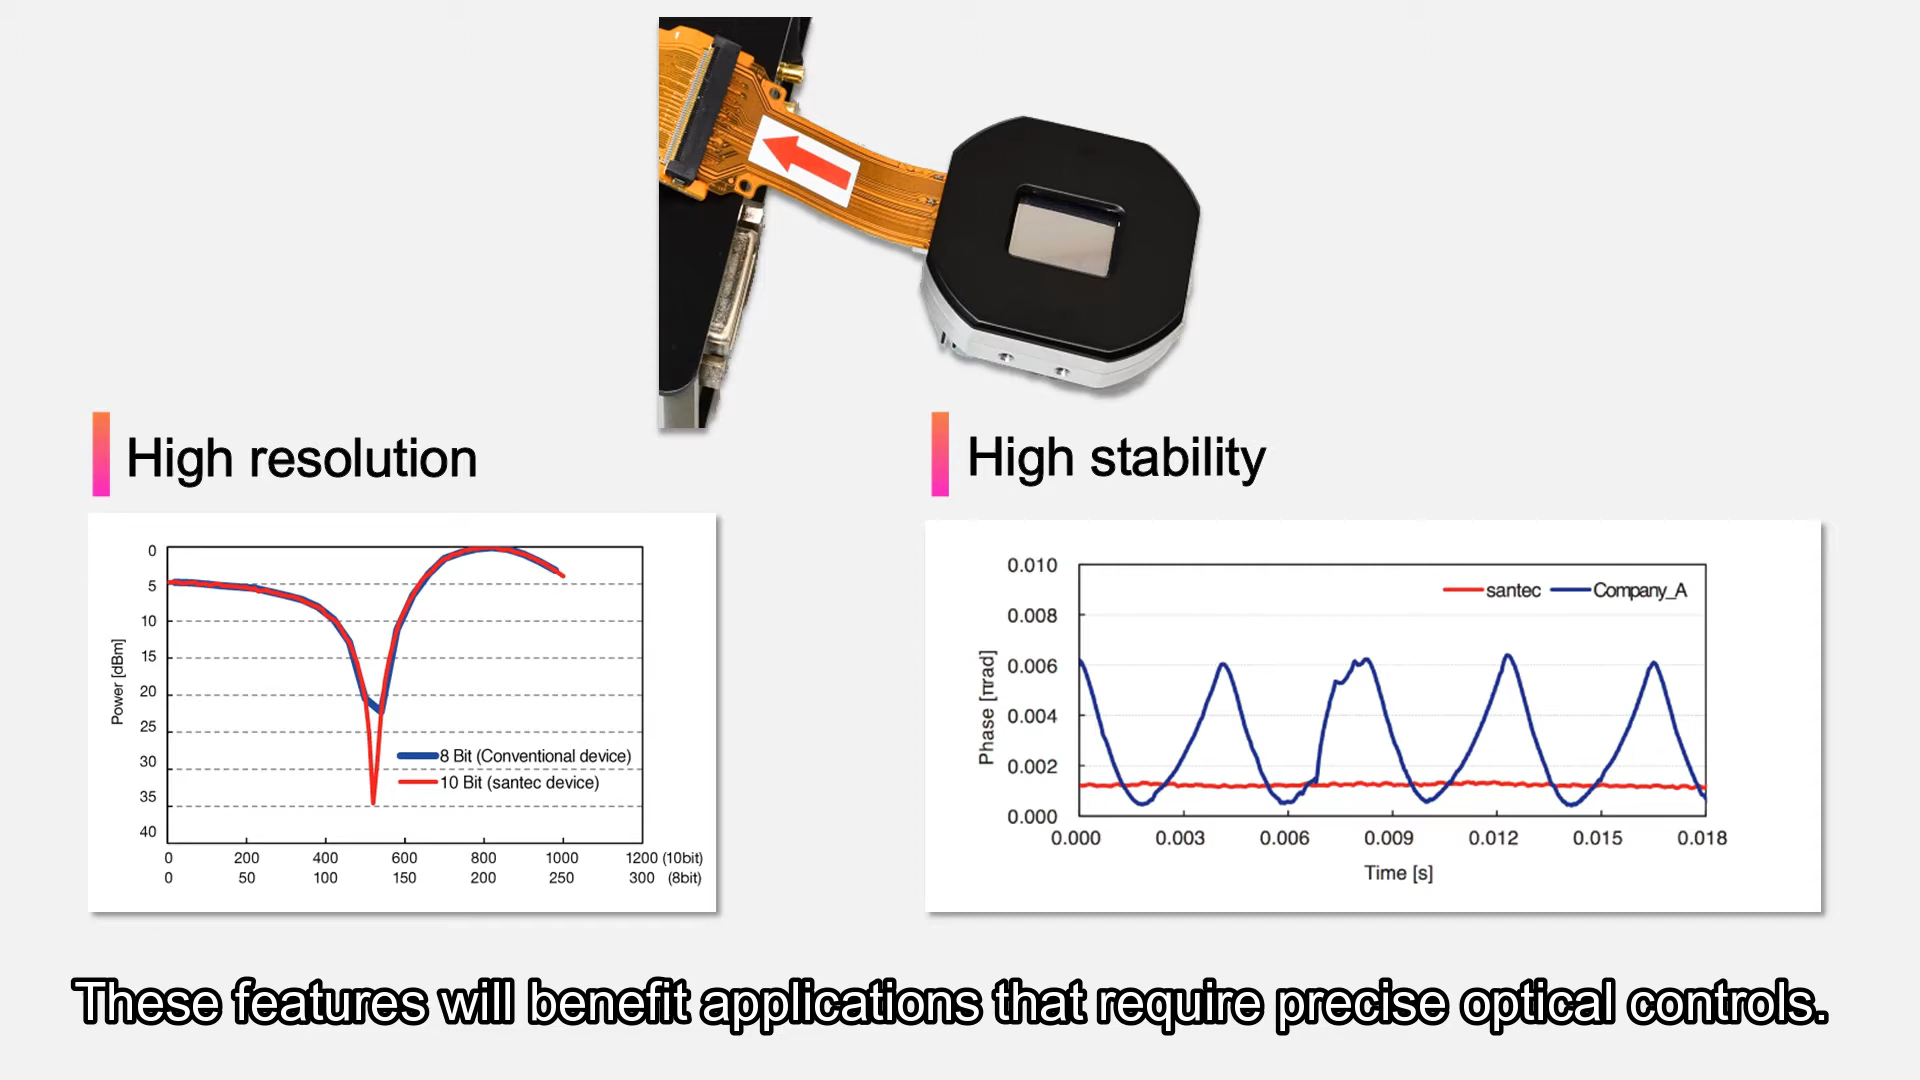 High resolution
High stability
0
5
10
15
20
25
30
35
40
Power [dBm]
8 Bit (Conventional device)
10 Bit (santec device)
0 200 400 600 800 1000 1200 (10bit)
0 50 100 150 200 250 300 (8bit)
0.010
0.008
0.006
0.004
0.002
0.000
Phase [πrad]
santec Company_A
0.000 0.003 0.006 0.009 0.012 0.015 0.018
Time [s]
These features will benefit applications that require precise optical controls.